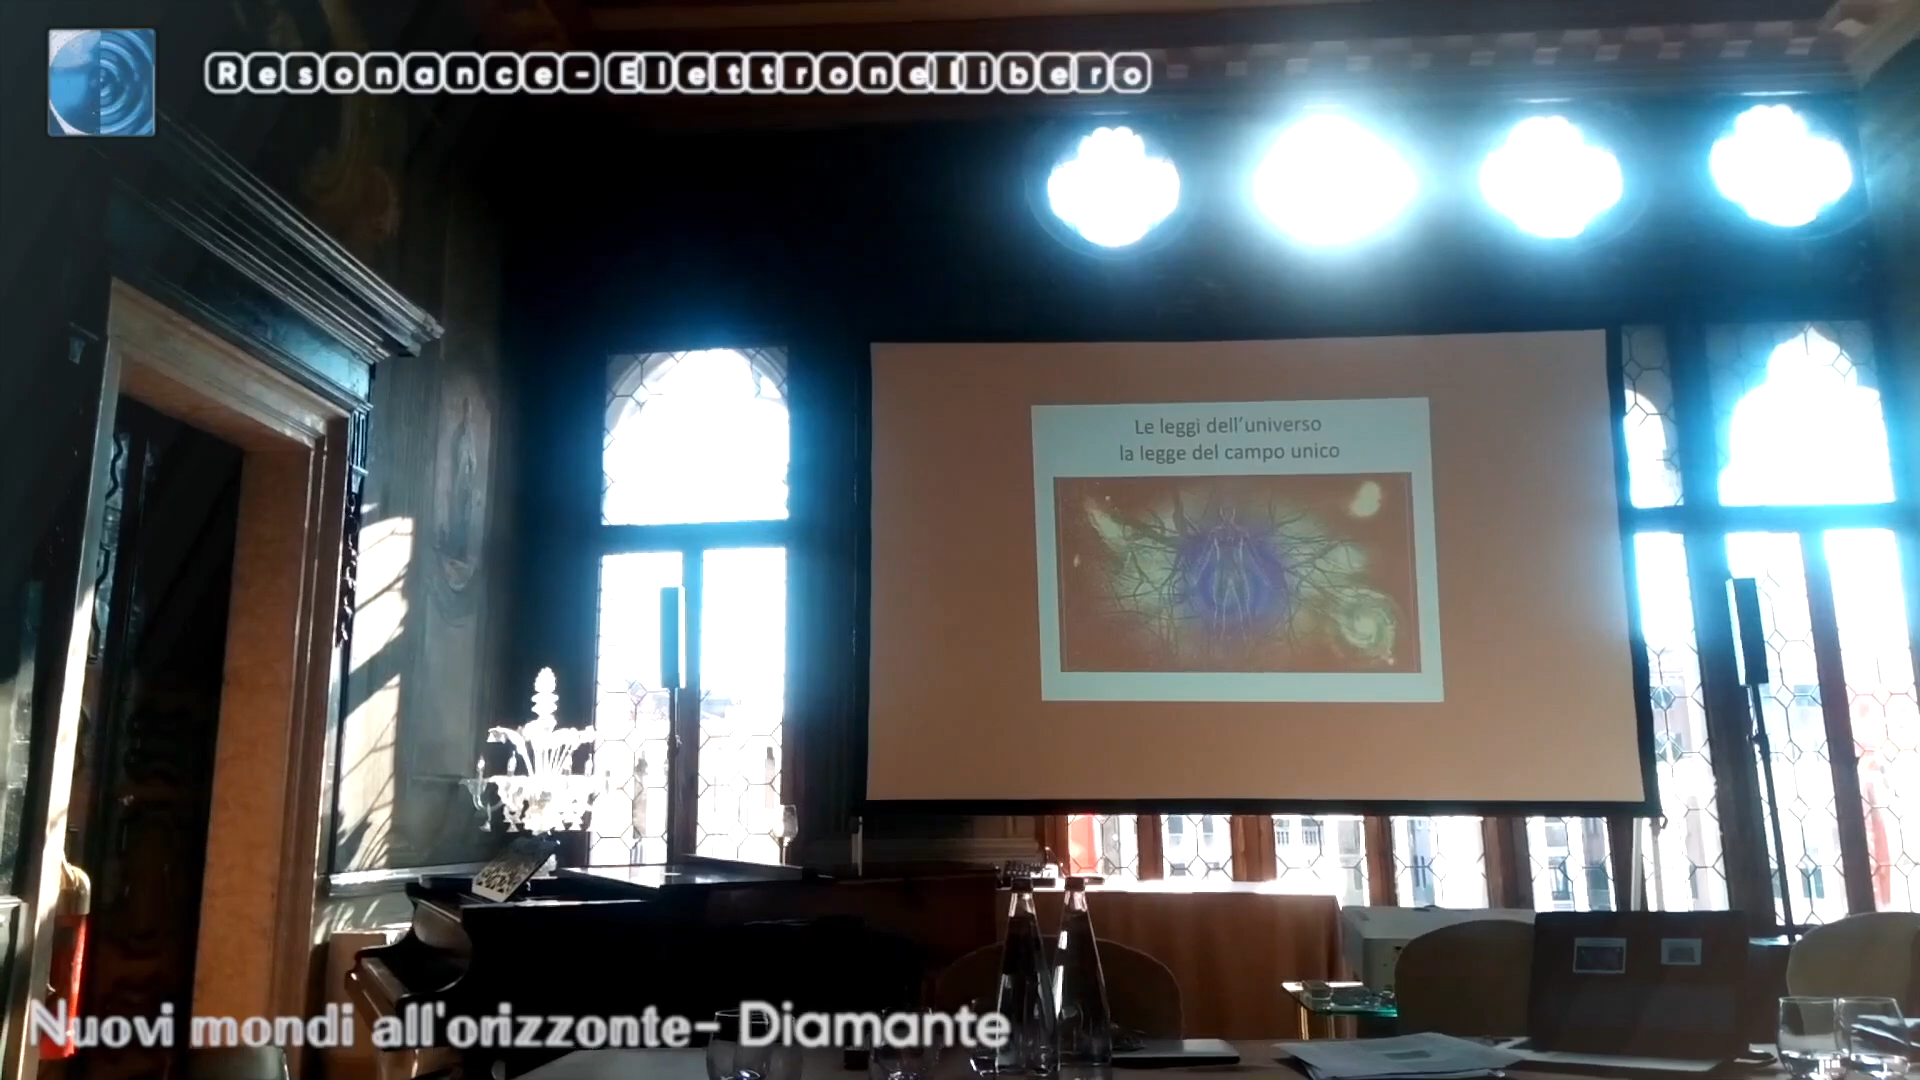 Resonance-Elettronelibero
Le leggi dell'universo
la legge del campo unico
Nuovi mondi all'orizzonte- Diamante